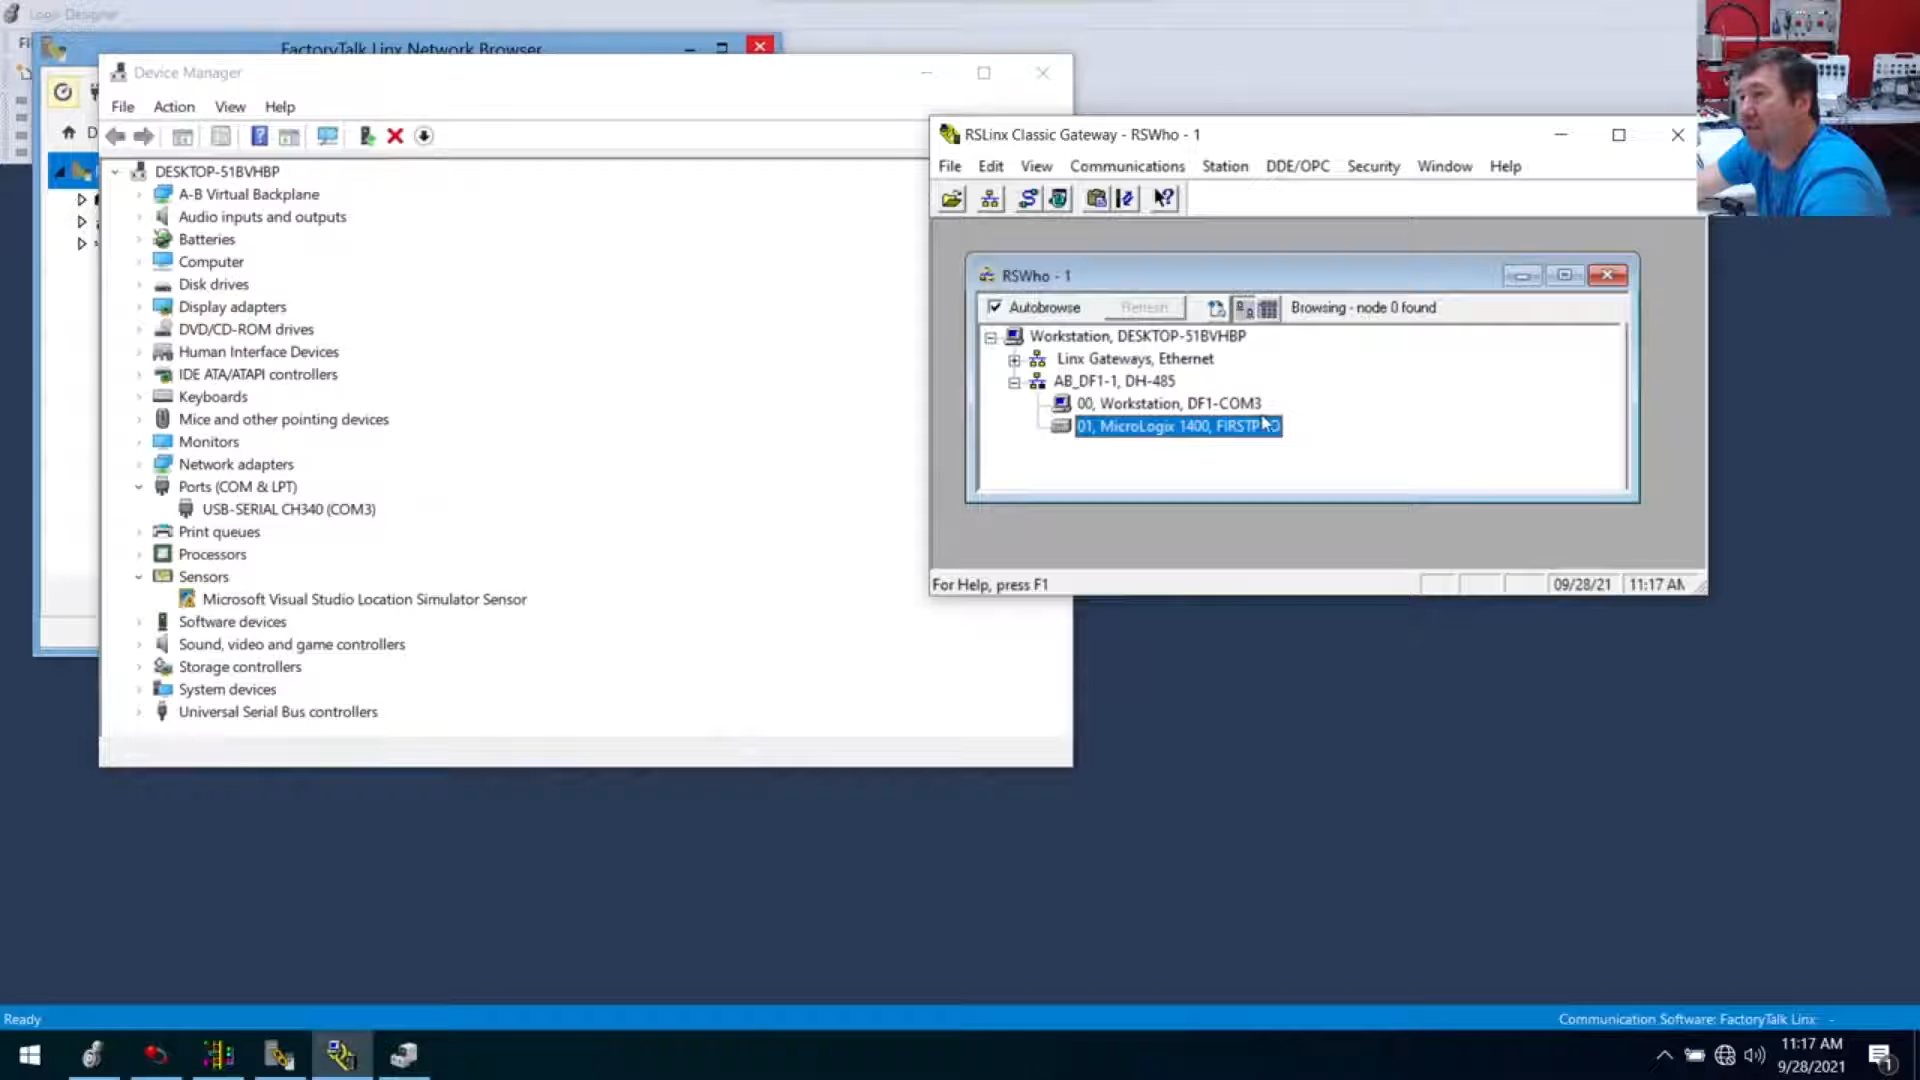 Logix Designer
FactoryTalk Linx Network Browser
Device Manager
File Action View Help
DESKTOP-51BVHBP
A-B Virtual Backplane
Audio inputs and outputs
Batteries
Computer
Disk drives
Display adapters
DVD/CD-ROM drives
Human Interface Devices
IDE ATA/ATAPI controllers
Keyboards
Mice and other pointing devices
Monitors
Network adapters
Ports (COM & LPT)
USB-SERIAL CH340 (COM3)
Print queues
Processors
Sensors
Microsoft Visual Studio Location Simulator Sensor
Software devices
Sound, video and game controllers
Storage controllers
System devices
Universal Serial Bus controllers
RSLinx Classic Gateway - RSWho - 1
File Edit View Communications Station DDE/OPC Security Window Help
RSWho - 1
Autobrowse Refresh Browsing - node 0 found
Workstation, DESKTOP-51BVHBP
Linx Gateways, Ethernet
AB_DF1-1, DH-485
00, Workstation, DF1-COM3
01, MicroLogix 1400,
For Help, press F1
09/28/21 11:17 AM
Ready
Communication Software: FactoryTalk Linx -
11:17 AM
9/28/2021
1